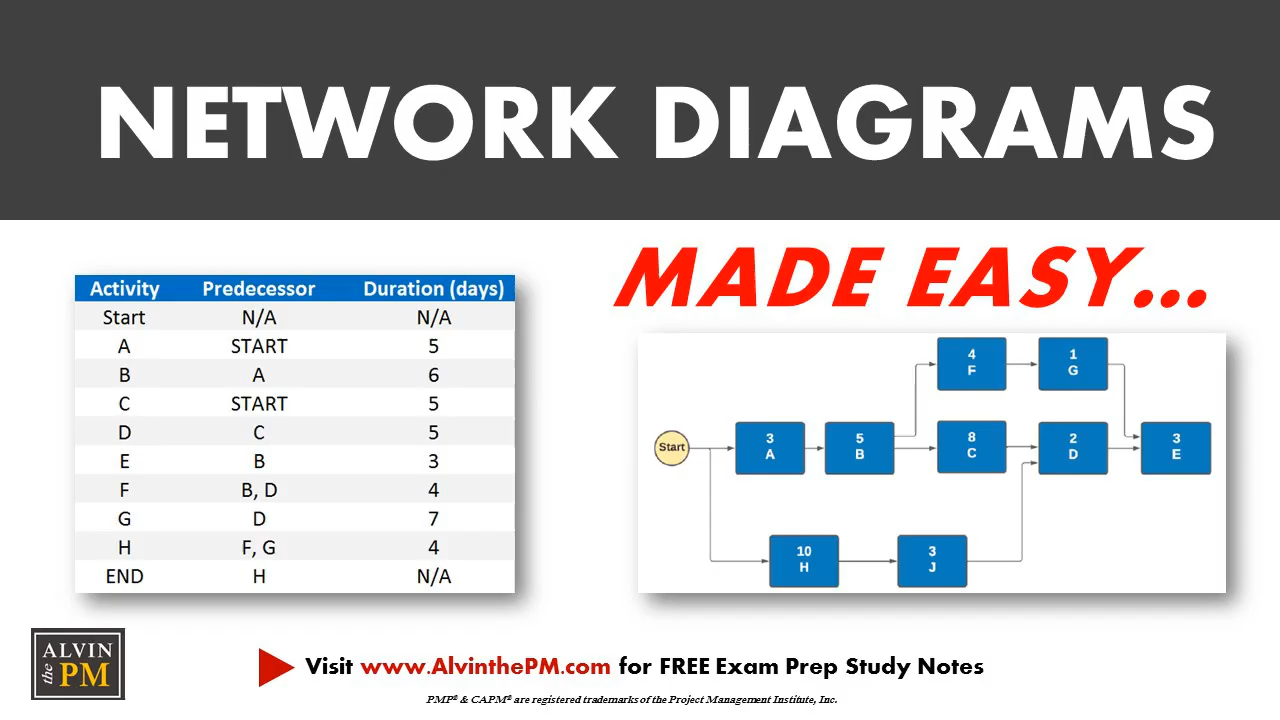 NETWORK DIAGRAMS
MADE EASY...
Activity Predecessor Duration (days)
Start N/A N/A
A START 5
B A 6
C START 5
D C 5
E B 3
F B, D 4
G D 7
H F, G 4
END H N/A
4
F
1
G
Start
3
A
5
B
8
C
2
D
3
E
10
H
3
J
ALVIN
the PM
Visit www.AlvinthePM.com for FREE Exam Prep Study Notes
PMP® & CAPM® are registered trademarks of the Project Management Institute, Inc.